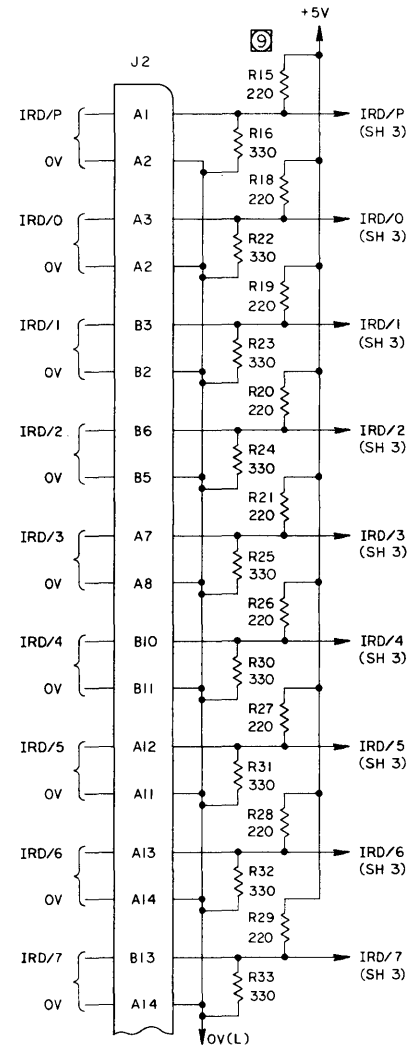 +5V
9
J2
R15
220
IRD/P A1 IRD/P
(SH 3)
R16
330
0V A2
R18
220
IRD/0 A3 IRD/0
(SH 3)
R22
330
0V A2
R19
220
IRD/1 B3 IRD/1
(SH 3)
R23
330
0V B2
R20
220
IRD/2 B6 IRD/2
(SH 3)
R24
330
0V B5
R21
220
IRD/3 A7 IRD/3
(SH 3)
R25
330
0V A8
R26
220
IRD/4 B10 IRD/4
(SH 3)
R30
330
0V B11
R27
220
IRD/5 A12 IRD/5
(SH 3)
R31
330
0V A11
R28
220
IRD/6 A13 IRD/6
(SH 3)
R32
330
0V A14
R29
220
IRD/7 B13 IRD/7
(SH 3)
R33
330
0V A14
0V(L)